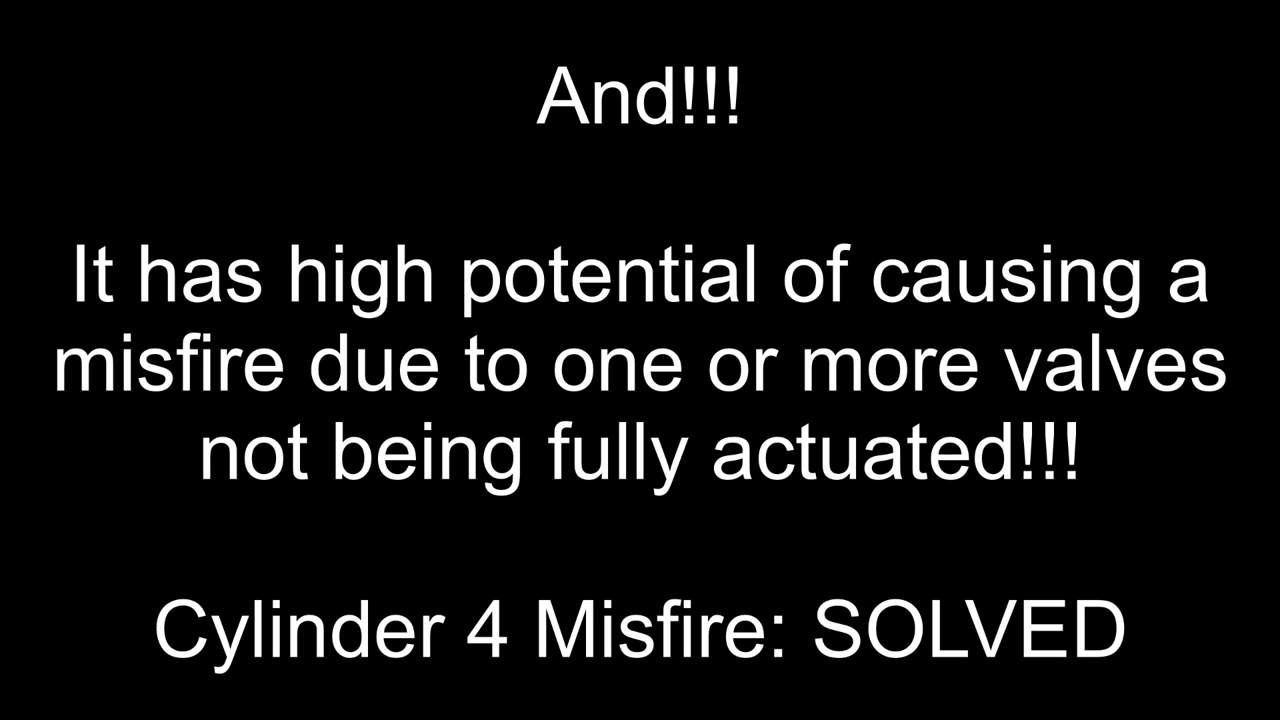 And!!!
It has high potential of causing a
misfire due to one or more valves
not being fully actuated!!!
Cylinder 4 Misfire: SOLVED